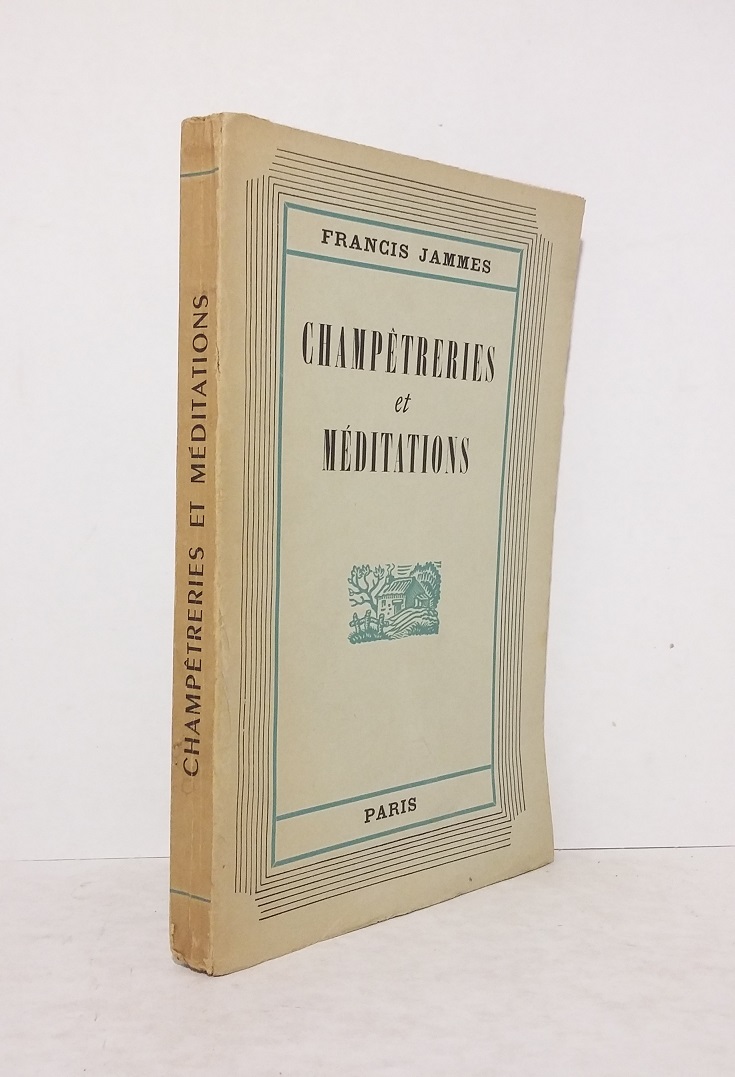 CHAMPÊTRERIES ET MÉDITATIONS
FRANCIS JAMMES
CHAMPÊTRERIES
et
MÉDITATIONS
PARIS